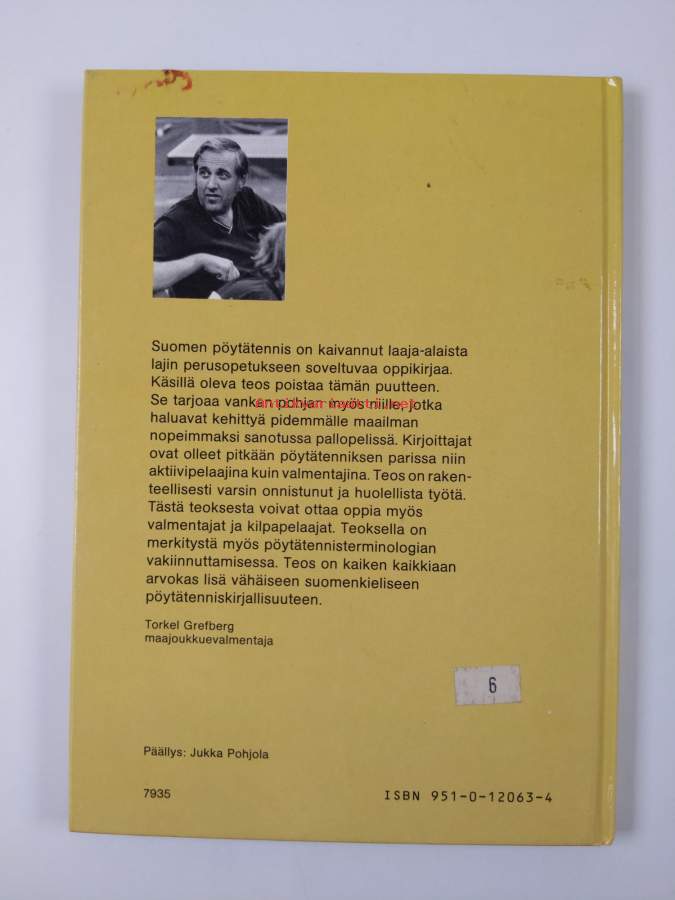 Suomen pöytätennis on kaivannut laaja-alaista
lajin perusopetukseen soveltuvaa oppikirjaa.
Käsillä oleva teos poistaa tämän puutteen.
Se tarjoaa vankan pohjan myös niille, jotka
Antikvariaatti.net
haluavat kehittyä pidemmälle maailman
nopeimmaksi sanotussa pallopelissä. Kirjoittajat
ovat olleet pitkään pöytätenniksen parissa niin
aktiivipelaajina kuin valmentajina. Teos on raken-
teellisesti varsin onnistunut ja huolellista työtä.
Tästä teoksesta voivat ottaa oppia myös
valmentajat ja kilpapelaajat. Teoksella on
merkitystä myös pöytätennisterminologian
vakiinnuttamisessa. Teos on kaiken kaikkiaan
arvokas lisä vähäiseen suomenkieliseen
pöytätenniskirjallisuuteen.
Torkel Grefberg
maajoukkuevalmentaja
6
Päällys: Jukka Pohjola
7935
ISBN 951-0-12063-4